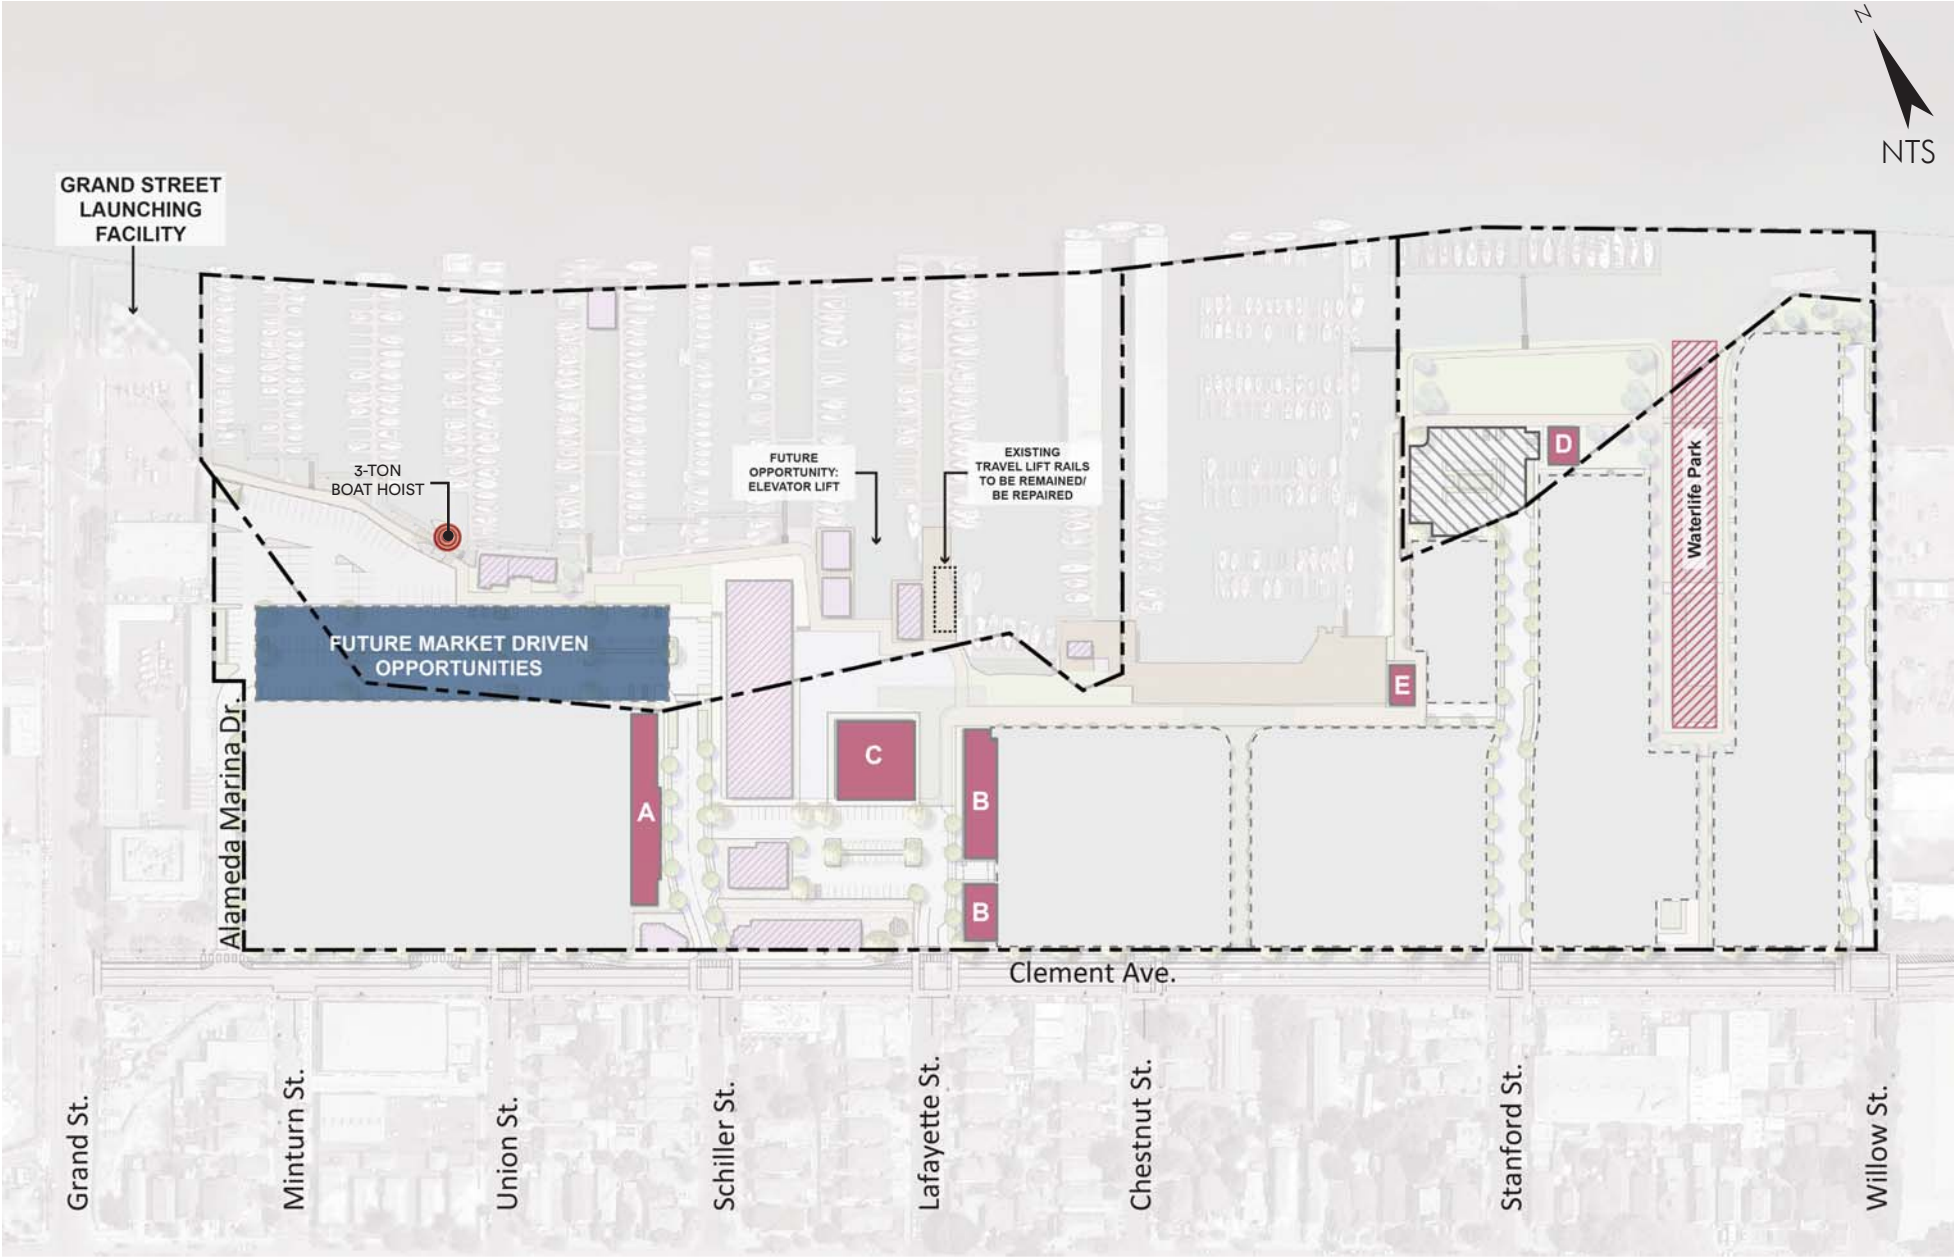 N
NTS
GRAND STREET
LAUNCHING
FACILITY
3-TON
BOAT HOIST
FUTURE
OPPORTUNITY:
ELEVATOR LIFT
EXISTING
TRAVEL LIFT RAILS
TO BE REMAINED/
BE REPAIRED
D
Waterlife Park
FUTURE MARKET DRIVEN
OPPORTUNITIES
E
Alameda Marina Dr.
A
C
B
B
Clement Ave.
Grand St.
Minturn St.
Union St.
Schiller St.
Lafayette St.
Chestnut St.
Stanford St.
Willow St.